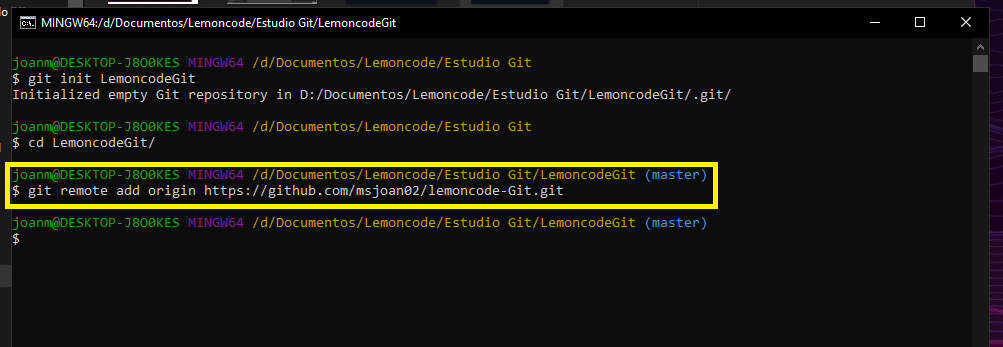 MINGW64:/d/Documentos/Lemoncode/Estudio Git/LemoncodeGit
joanm@DESKTOP-J8O0KES MINGW64 /d/Documentos/Lemoncode/Estudio Git
$ git init LemoncodeGit
Initialized empty Git repository in D:/Documentos/Lemoncode/Estudio Git/LemoncodeGit/.git/
joanm@DESKTOP-J8O0KES MINGW64 /d/Documentos/Lemoncode/Estudio Git
$ cd LemoncodeGit/
joanm@DESKTOP-J8O0KES MINGW64 /d/Documentos/Lemoncode/Estudio Git/LemoncodeGit (master)
$ git remote add origin https://github.com/msjoan02/lemoncode-Git.git
joanm@DESKTOP-J8O0KES MINGW64 /d/Documentos/Lemoncode/Estudio Git/LemoncodeGit (master)
$